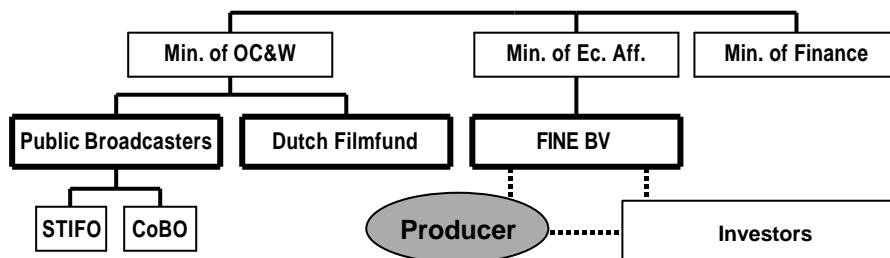 Min. of OC&W
Min. of Ec. Aff.
Min. of Finance
Public Broadcasters
Dutch Filmfund
FINE BV
STIFO
CoBO
Producer
Investors